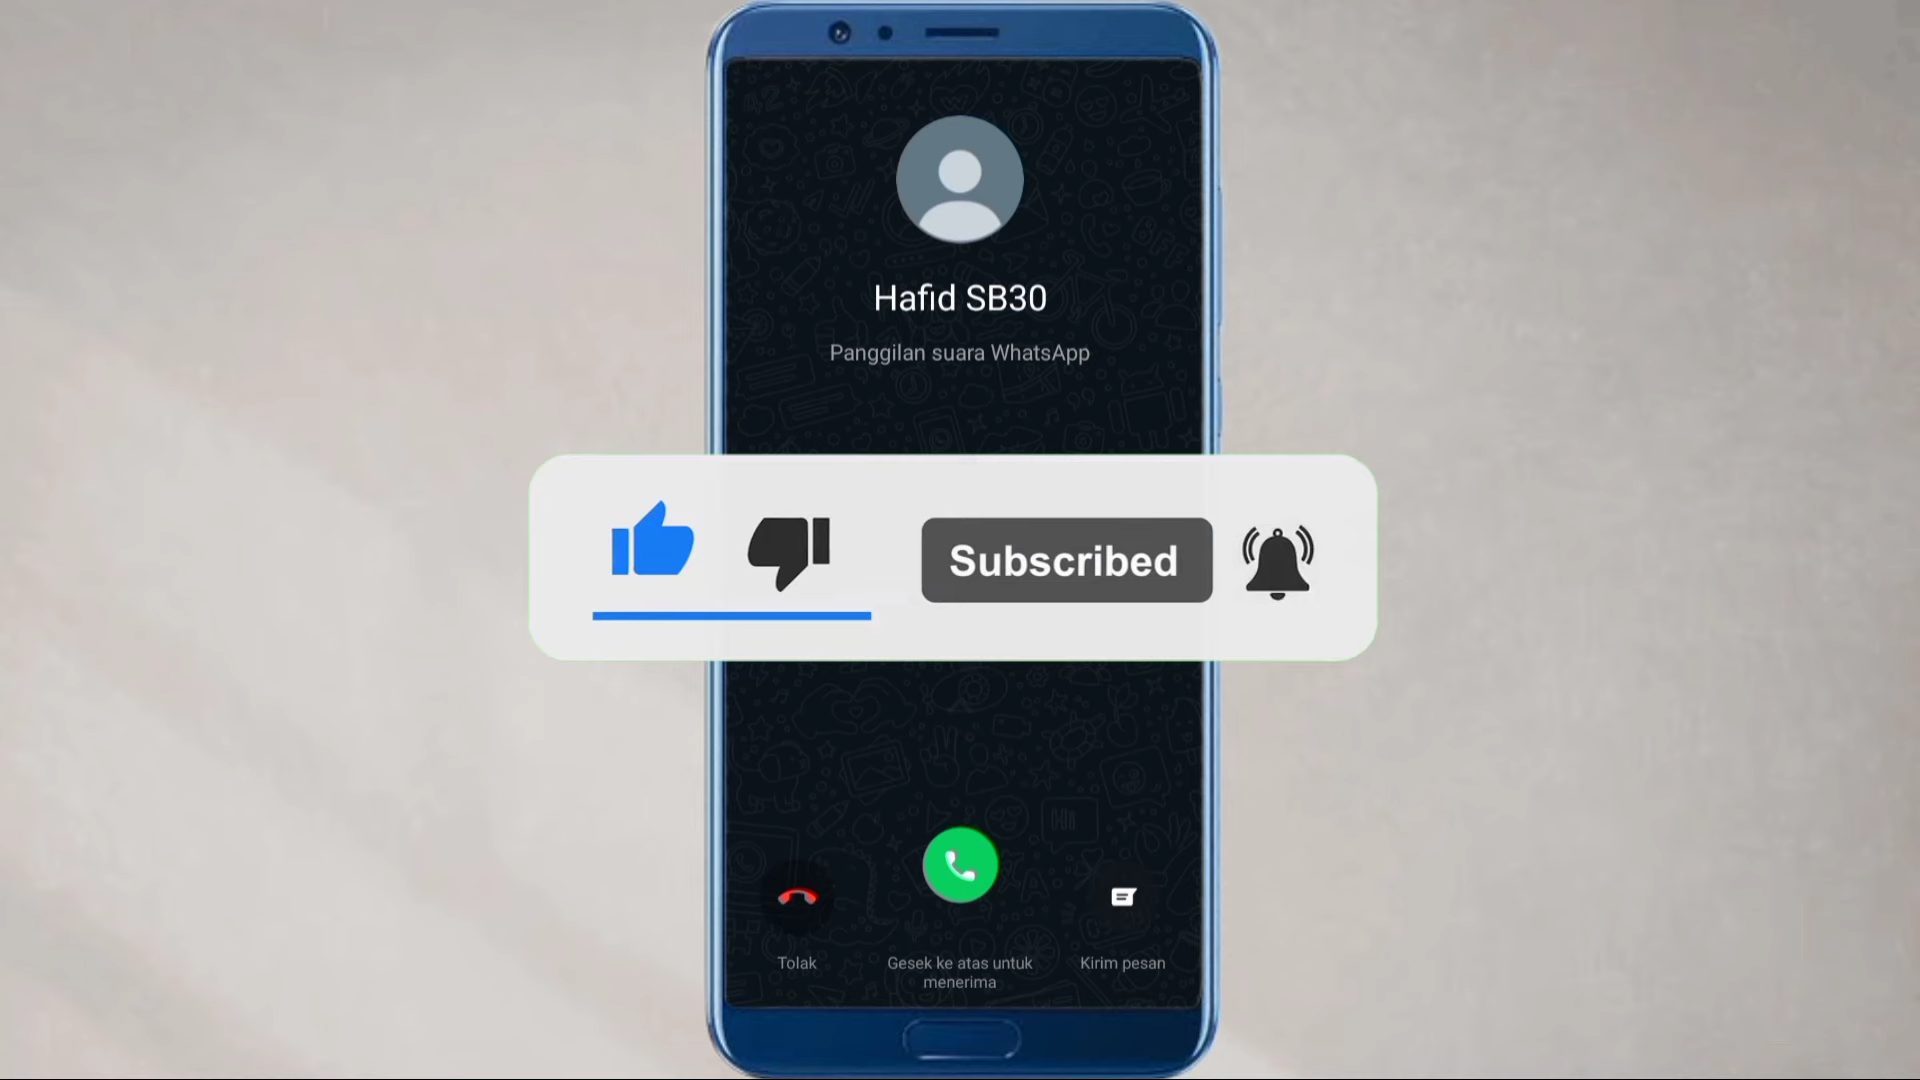 Hafid SB30
Panggilan suara WhatsApp
Subscribed
Tolak
Gesek ke atas untuk
menerima
Kirim pesan